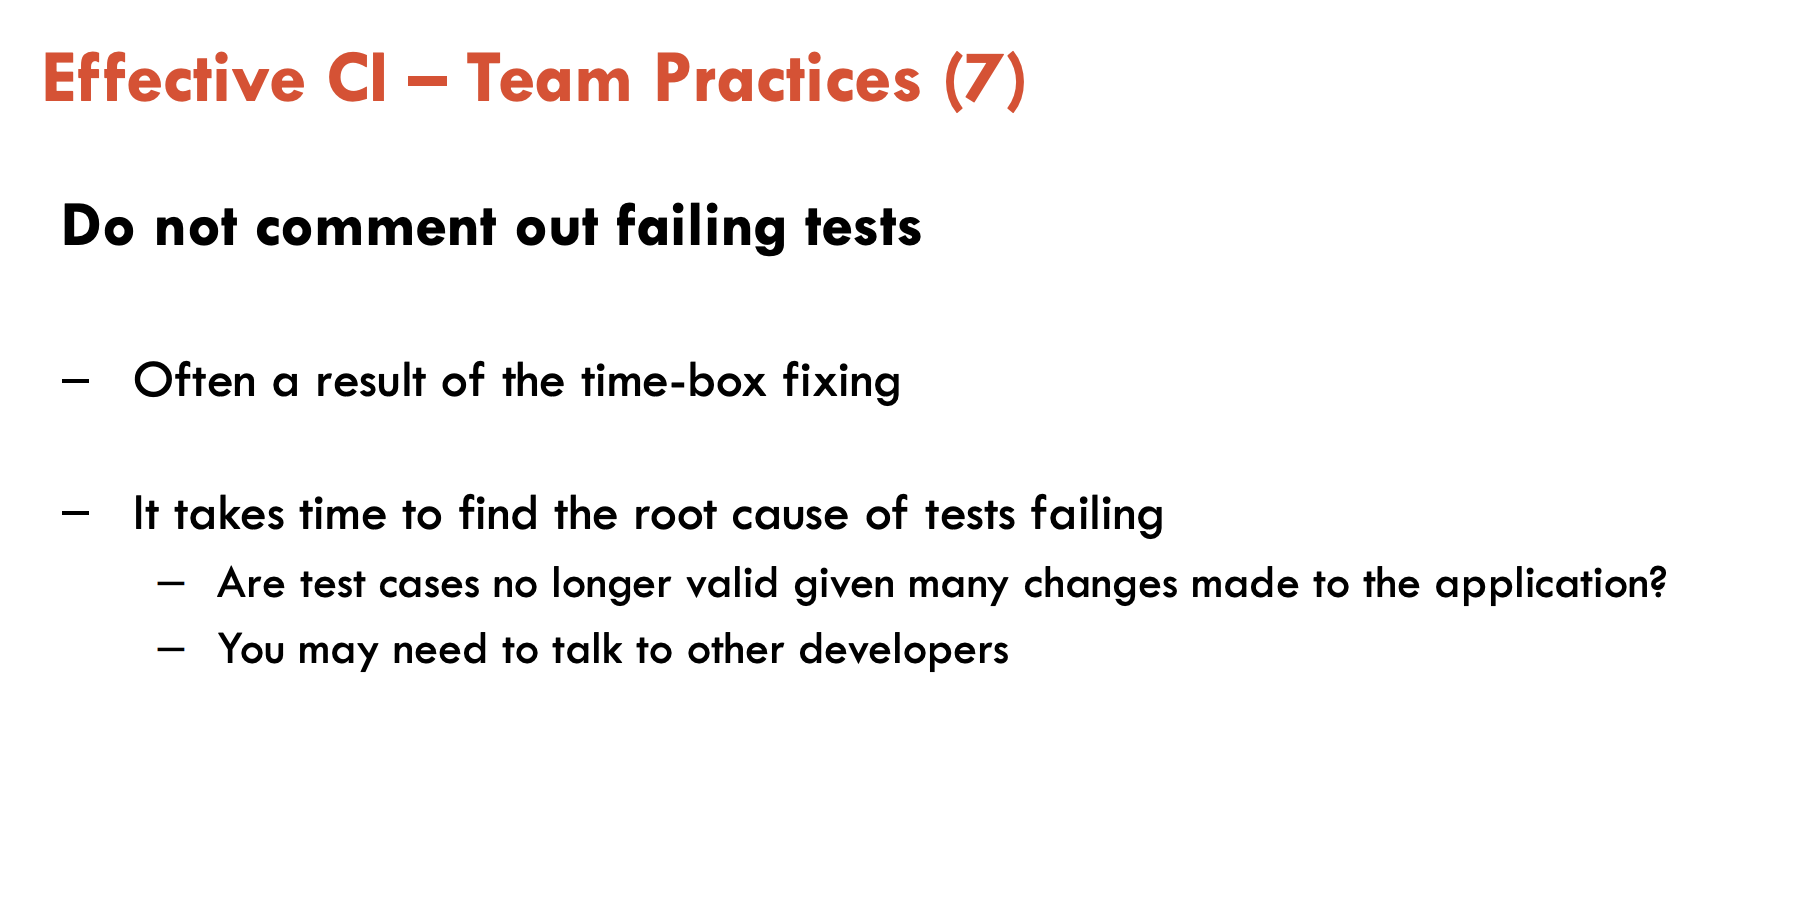 Effective CI – Team Practices (7)
Do not comment out failing tests
– Often a result of the time-box fixing
– It takes time to find the root cause of tests failing
– Are test cases no longer valid given many changes made to the application?
– You may need to talk to other developers